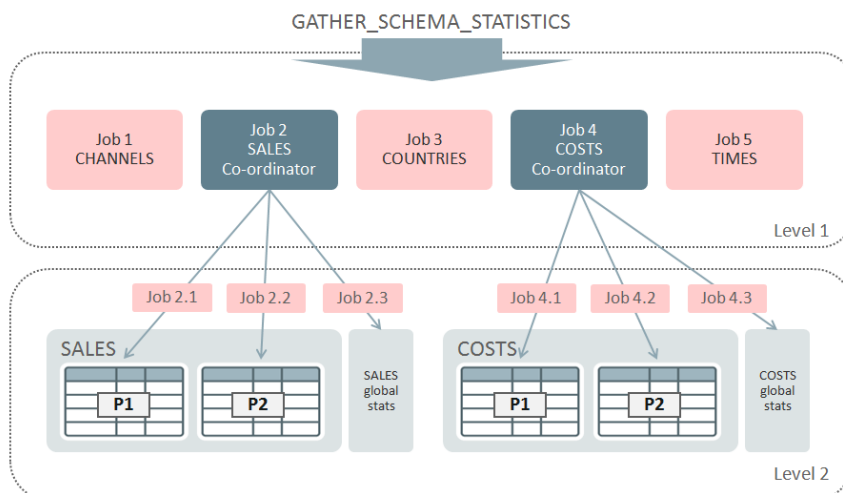 GATHER_SCHEMA_STATISTICS
Job 1
CHANNELS
Job 2
SALES
Co-ordinator
Job 3
COUNTRIES
Job 4
COSTS
Co-ordinator
Job 5
TIMES
Level 1
Job 2.1
Job 2.2
Job 2.3
Job 4.1
Job 4.2
Job 4.3
SALES
P1
P2
SALES
global
stats
COSTS
P1
P2
COSTS
global
stats
Level 2